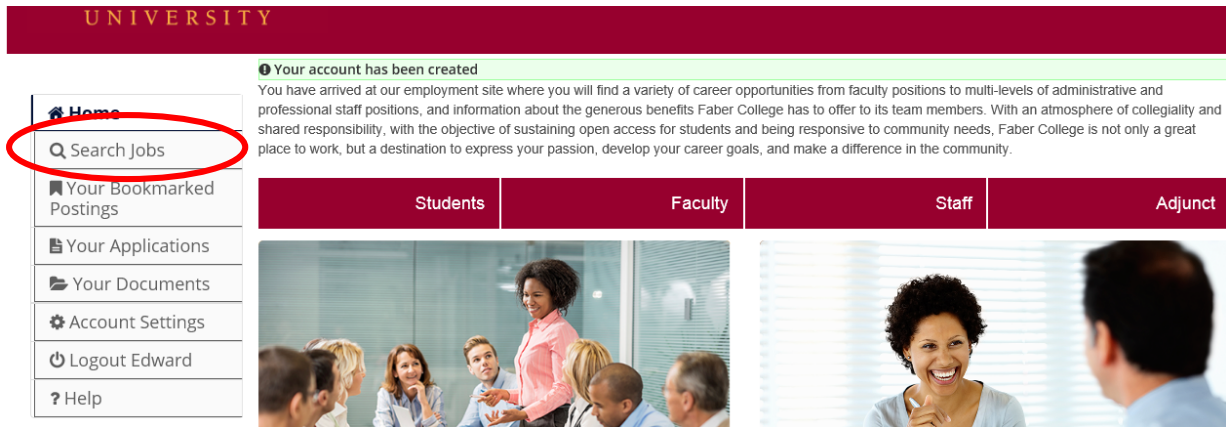 UNIVERSITY
Your account has been created
You have arrived at our employment site where you will find a variety of career opportunities from faculty positions to multi-levels of administrative and
professional staff positions, and information about the generous benefits Faber College has to offer to its team members. With an atmosphere of collegiality and
shared responsibility, with the objective of sustaining open access for students and being responsive to community needs, Faber College is not only a great
place to work, but a destination to express your passion, develop your career goals, and make a difference in the community.
Home
Search Jobs
Your Bookmarked
Postings
Your Applications
Your Documents
Account Settings
Logout Edward
? Help
Students
Faculty
Staff
Adjunct